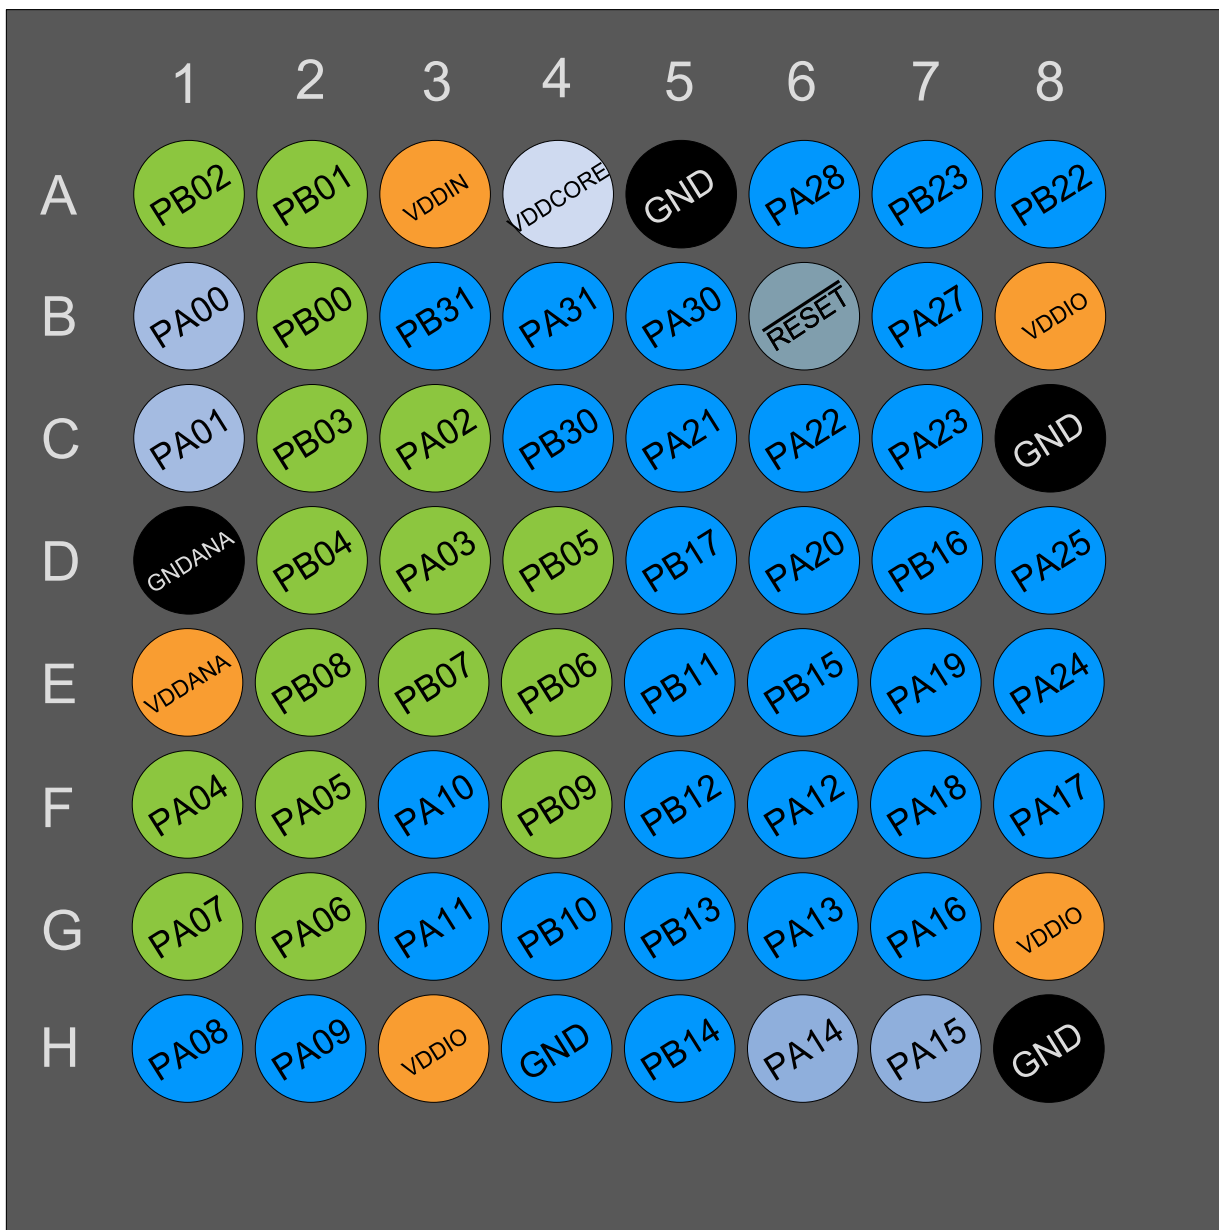 1 2 3 4 5 6 7 8
A PB02 PB01 VDDIN VDDCORE GND PA28 PB23 PB22
B PA00 PB00 PB31 PA31 PA30 RESET PA27 VDDIO
C PA01 PB03 PA02 PB30 PA21 PA22 PA23 GND
D GNDANA PB04 PA03 PB05 PB17 PA20 PB16 PA25
E VDDANA PB08 PB07 PB06 PB11 PB15 PA19 PA24
F PA04 PA05 PA10 PB09 PB12 PA12 PA18 PA17
G PA07 PA06 PA11 PB10 PB13 PA13 PA16 VDDIO
H PA08 PA09 VDDIO GND PB14 PA14 PA15 GND